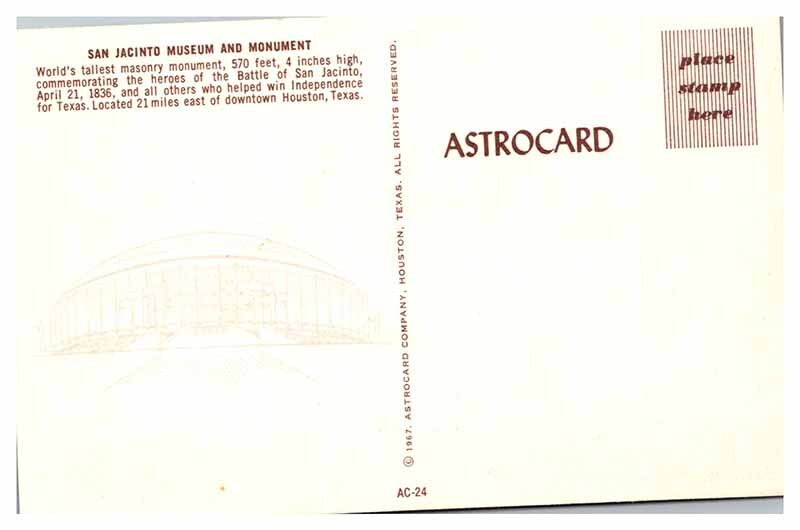 SAN JACINTO MUSEUM AND MONUMENT
World's tallest masonry monument, 570 feet, 4 inches high,
commemorating the heroes of the Battle of San Jacinto,
April 21, 1836, and all others who helped win Independence
for Texas. Located 21 miles east of downtown Houston, Texas.
© 1967. ASTROCARD COMPANY, HOUSTON, TEXAS. ALL RIGHTS RESERVED.
AC-24
ASTROCARD
place
stamp
here